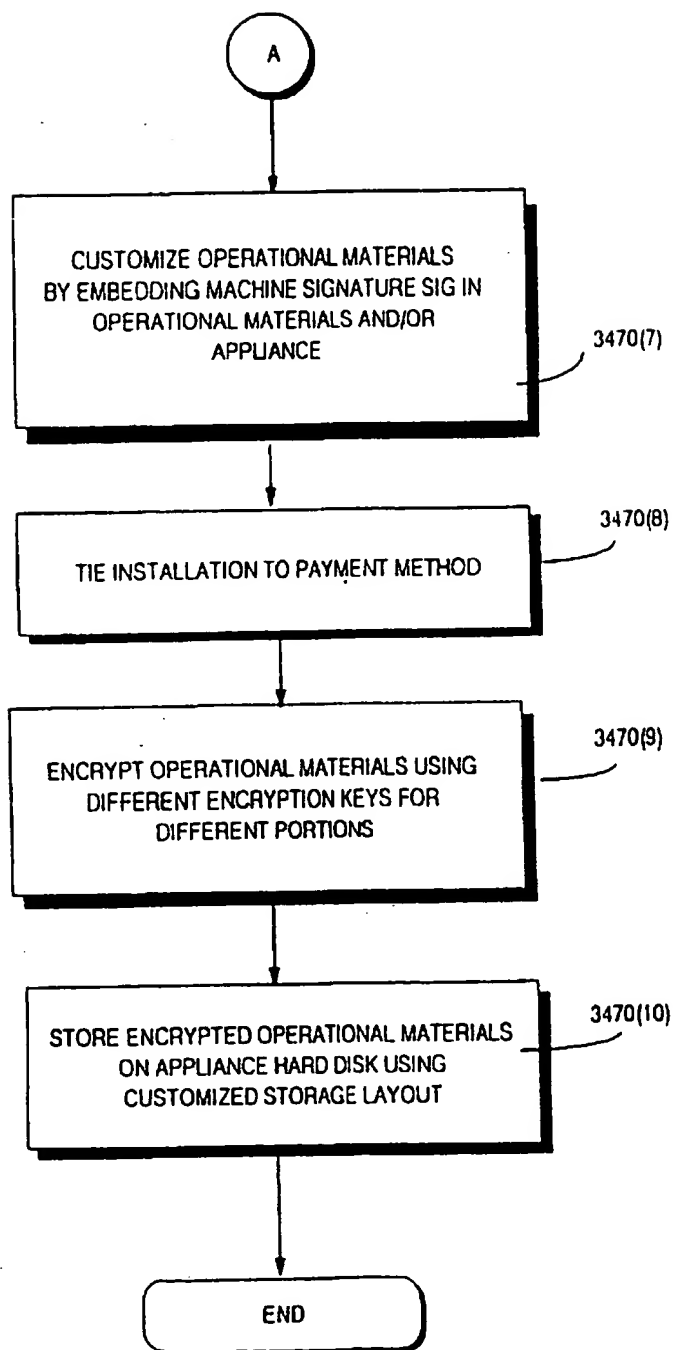 A
CUSTOMIZE OPERATIONAL MATERIALS
BY EMBEDDING MACHINE SIGNATURE SIG IN
OPERATIONAL MATERIALS AND/OR
APPLIANCE
3470(7)
3470(8)
TIE INSTALLATION TO PAYMENT METHOD
3470(9)
ENCRYPT OPERATIONAL MATERIALS USING
DIFFERENT ENCRYPTION KEYS FOR
DIFFERENT PORTIONS
3470(10)
STORE ENCRYPTED OPERATIONAL MATERIALS
ON APPLIANCE HARD DISK USING
CUSTOMIZED STORAGE LAYOUT
END